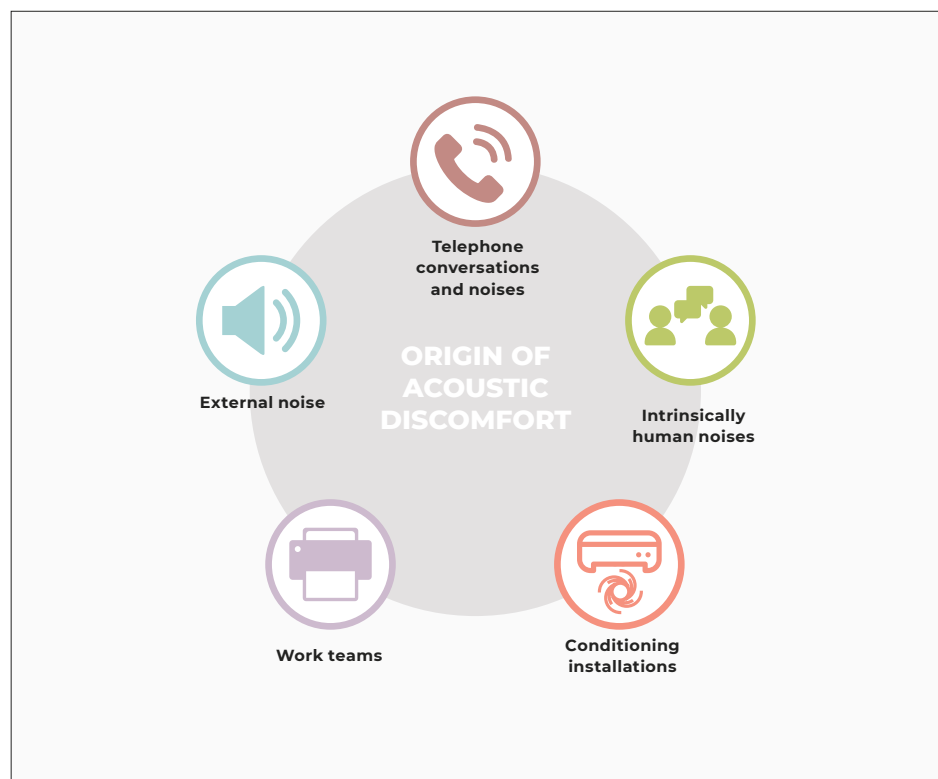 Telephone
conversations
and noises
External noise
ORIGIN OF
ACOUSTIC
DISCOMFORT
Intrinsically
human noises
Work teams
Conditioning
installations